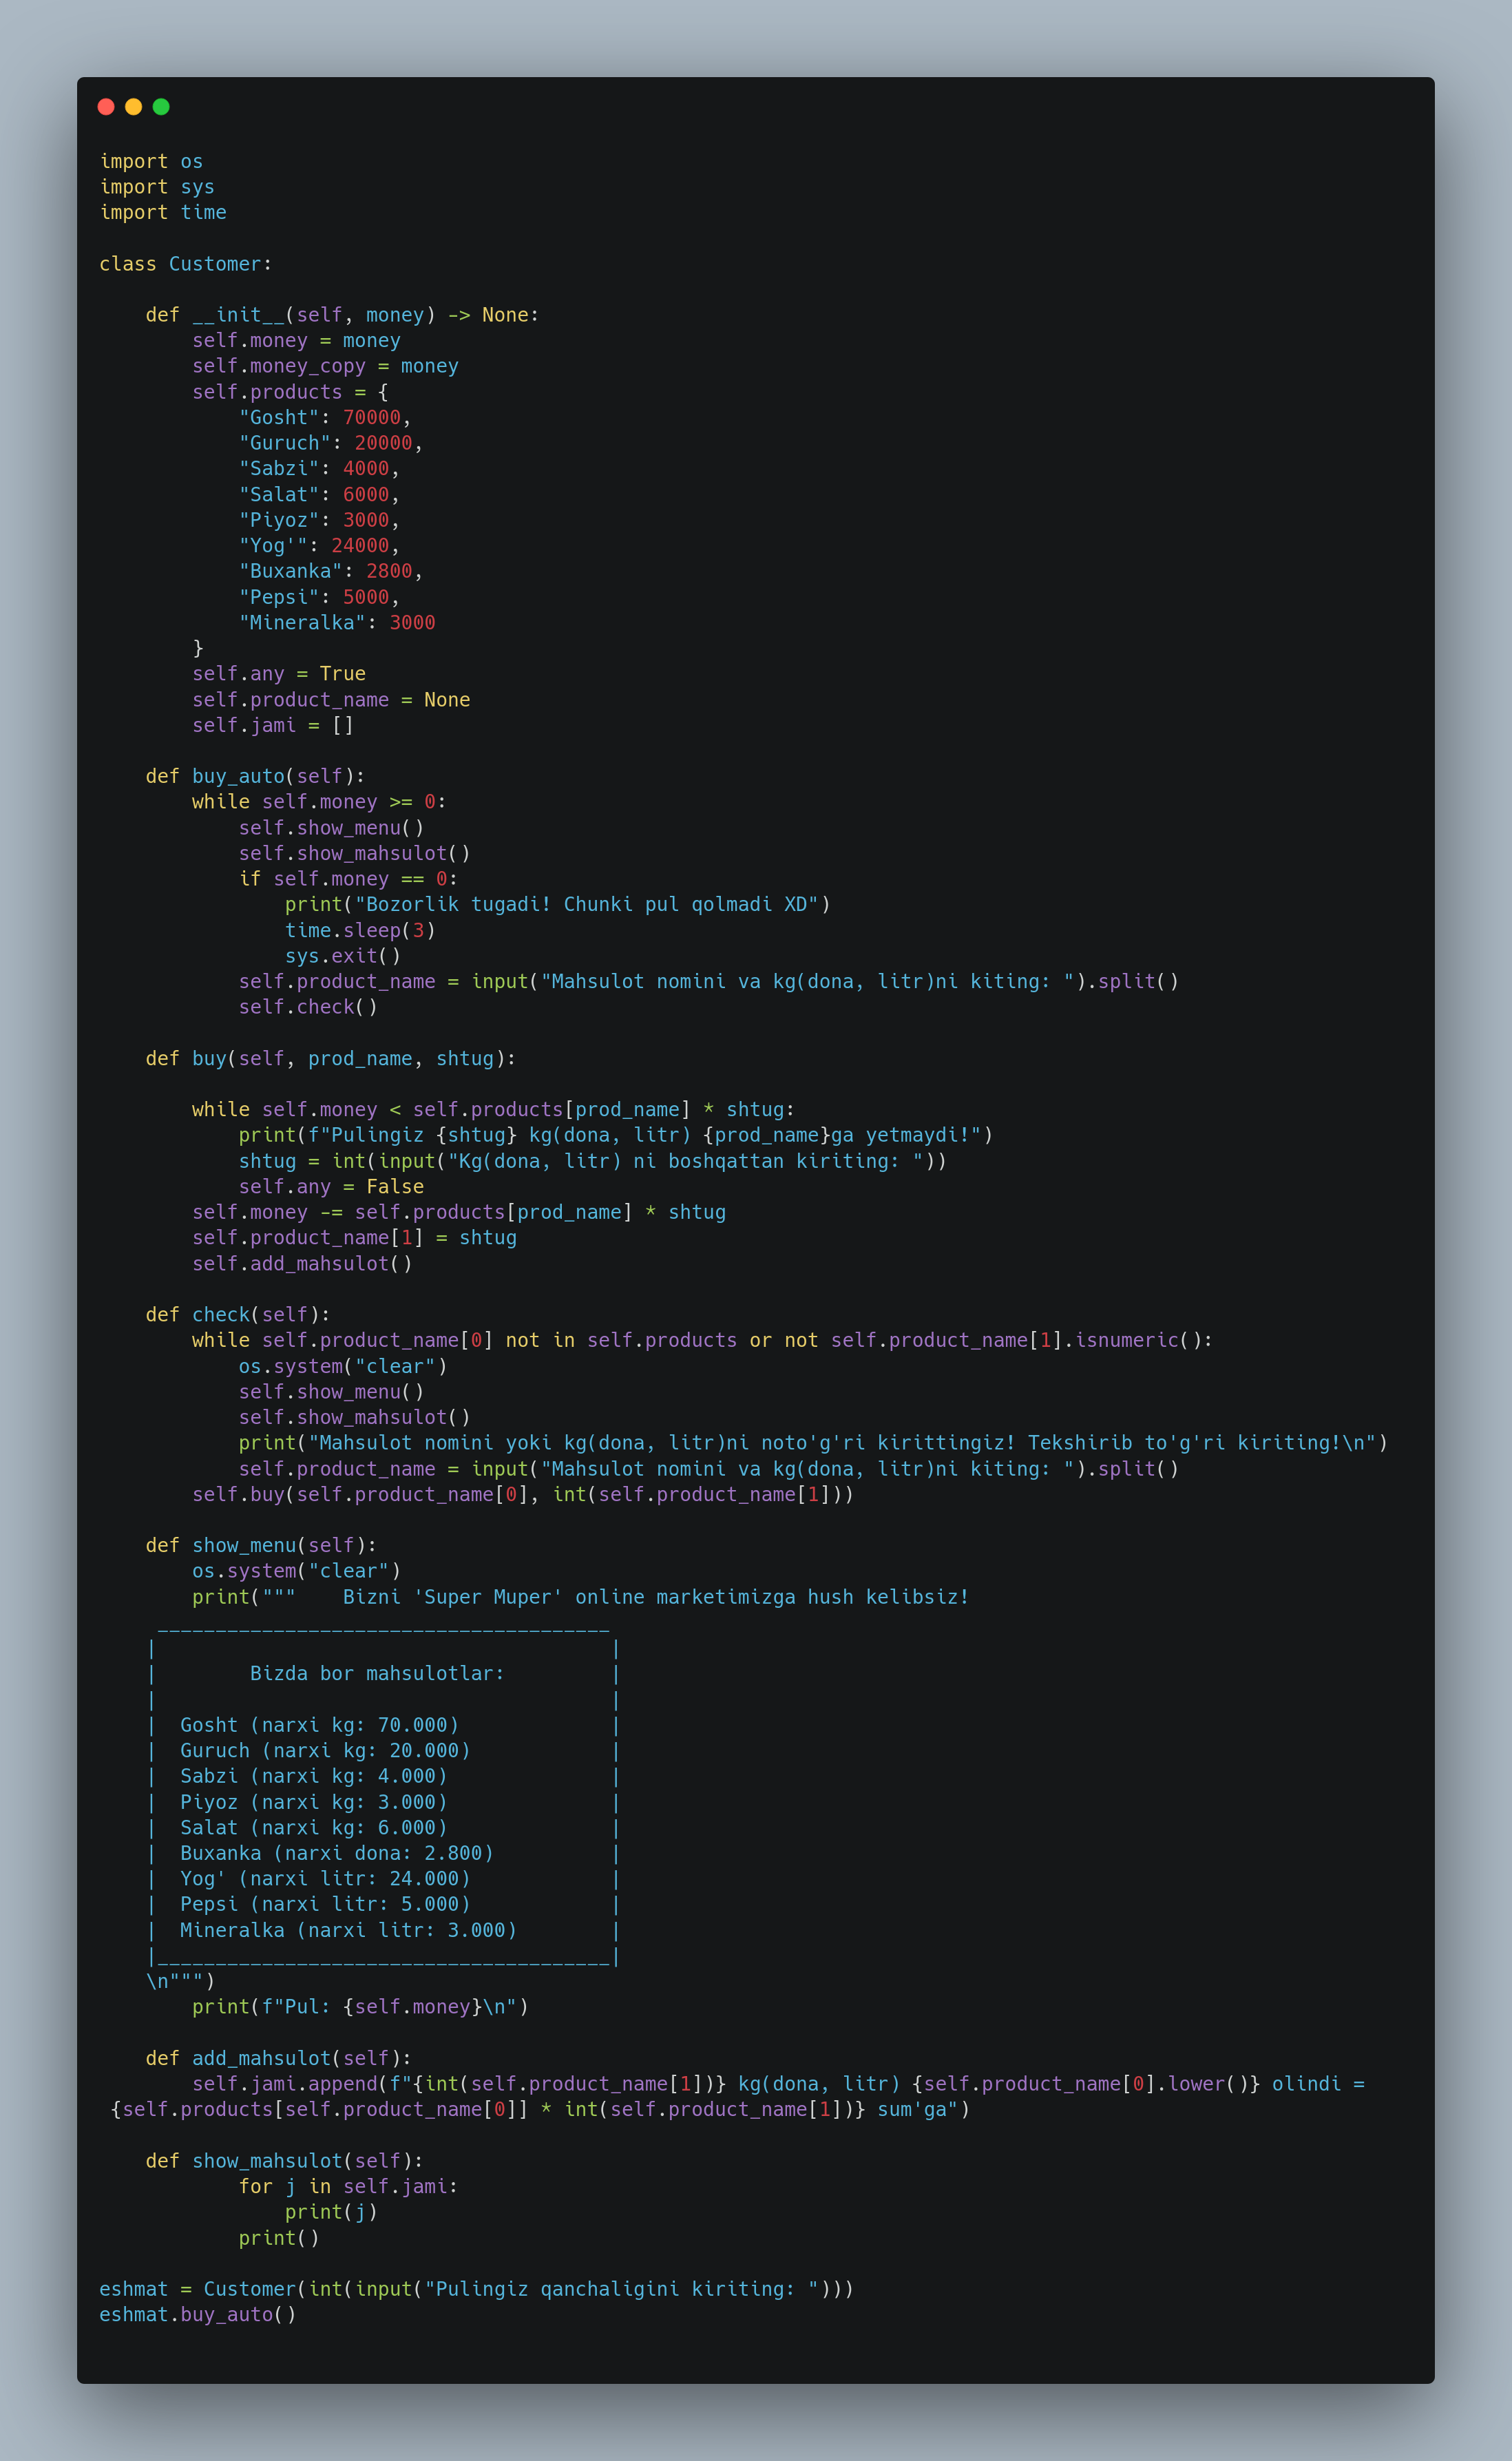 import os
import sys
import time

class Customer:

    def __init__(self, money) -> None:
        self.money = money
        self.money_copy = money
        self.products = {
            "Gosht": 70000,
            "Guruch": 20000,
            "Sabzi": 4000,
            "Salat": 6000,
            "Piyoz": 3000,
            "Yog'": 24000,
            "Buxanka": 2800,
            "Pepsi": 5000,
            "Mineralka": 3000
        }
        self.any = True
        self.product_name = None
        self.jami = []

    def buy_auto(self):
        while self.money >= 0:
            self.show_menu()
            self.show_mahsulot()
            if self.money == 0:
                print("Bozorlik tugadi! Chunki pul qolmadi XD")
                time.sleep(3)
                sys.exit()
            self.product_name = input("Mahsulot nomini va kg(dona, litr)ni kiting: ").split()
            self.check()

    def buy(self, prod_name, shtug):

        while self.money < self.products[prod_name] * shtug:
            print(f"Pulingiz {shtug} kg(dona, litr) {prod_name}ga yetmaydi!")
            shtug = int(input("Kg(dona, litr) ni boshqattan kiriting: "))
            self.any = False
        self.money -= self.products[prod_name] * shtug
        self.product_name[1] = shtug
        self.add_mahsulot()

    def check(self):
        while self.product_name[0] not in self.products or not self.product_name[1].isnumeric():
            os.system("clear")
            self.show_menu()
            self.show_mahsulot()
            print("Mahsulot nomini yoki kg(dona, litr)ni noto'g'ri kirittingiz! Tekshirib to'g'ri kiriting!\n")
            self.product_name = input("Mahsulot nomini va kg(dona, litr)ni kiting: ").split()
        self.buy(self.product_name[0], int(self.product_name[1]))

    def show_menu(self):
        os.system("clear")
        print("""    Bizni 'Super Muper' online marketimizga hush kelibsiz!
     _______________________________________
    |                                       |
    |        Bizda bor mahsulotlar:         |
    |                                       |
    |  Gosht (narxi kg: 70.000)             |
    |  Guruch (narxi kg: 20.000)            |
    |  Sabzi (narxi kg: 4.000)              |
    |  Piyoz (narxi kg: 3.000)              |
    |  Salat (narxi kg: 6.000)              |
    |  Buxanka (narxi dona: 2.800)          |
    |  Yog' (narxi litr: 24.000)            |
    |  Pepsi (narxi litr: 5.000)            |
    |  Mineralka (narxi litr: 3.000)        |
    |_______________________________________|
    \n""")
        print(f"Pul: {self.money}\n")

    def add_mahsulot(self):
        self.jami.append(f"{int(self.product_name[1])} kg(dona, litr) {self.product_name[0].lower()} olindi =
 {self.products[self.product_name[0]] * int(self.product_name[1])} sum'ga")

    def show_mahsulot(self):
            for j in self.jami:
                print(j)
            print()

eshmat = Customer(int(input("Pulingiz qanchaligini kiriting: ")))
eshmat.buy_auto()